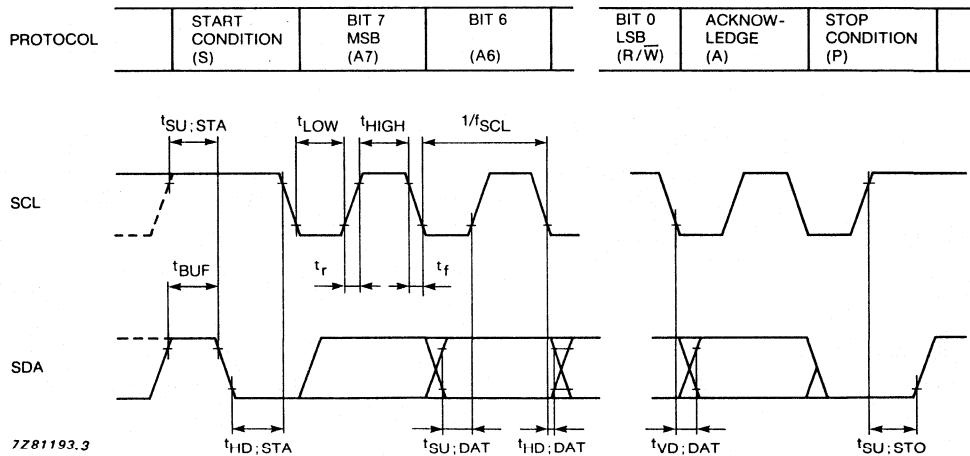 PROTOCOL
START CONDITION (S)
BIT 7 MSB (A7)
BIT 6 (A6)
BIT 0 LSB (R/W̅)
ACKNOW-LEDGE (A)
STOP CONDITION (P)
tSU; STA
tLOW
tHIGH
1/fSCL
SCL
tBUF
tr
tf
SDA
tHD; STA
tSU; DAT
tHD; DAT
tVD; DAT
tSU; STO
7Z81193.3